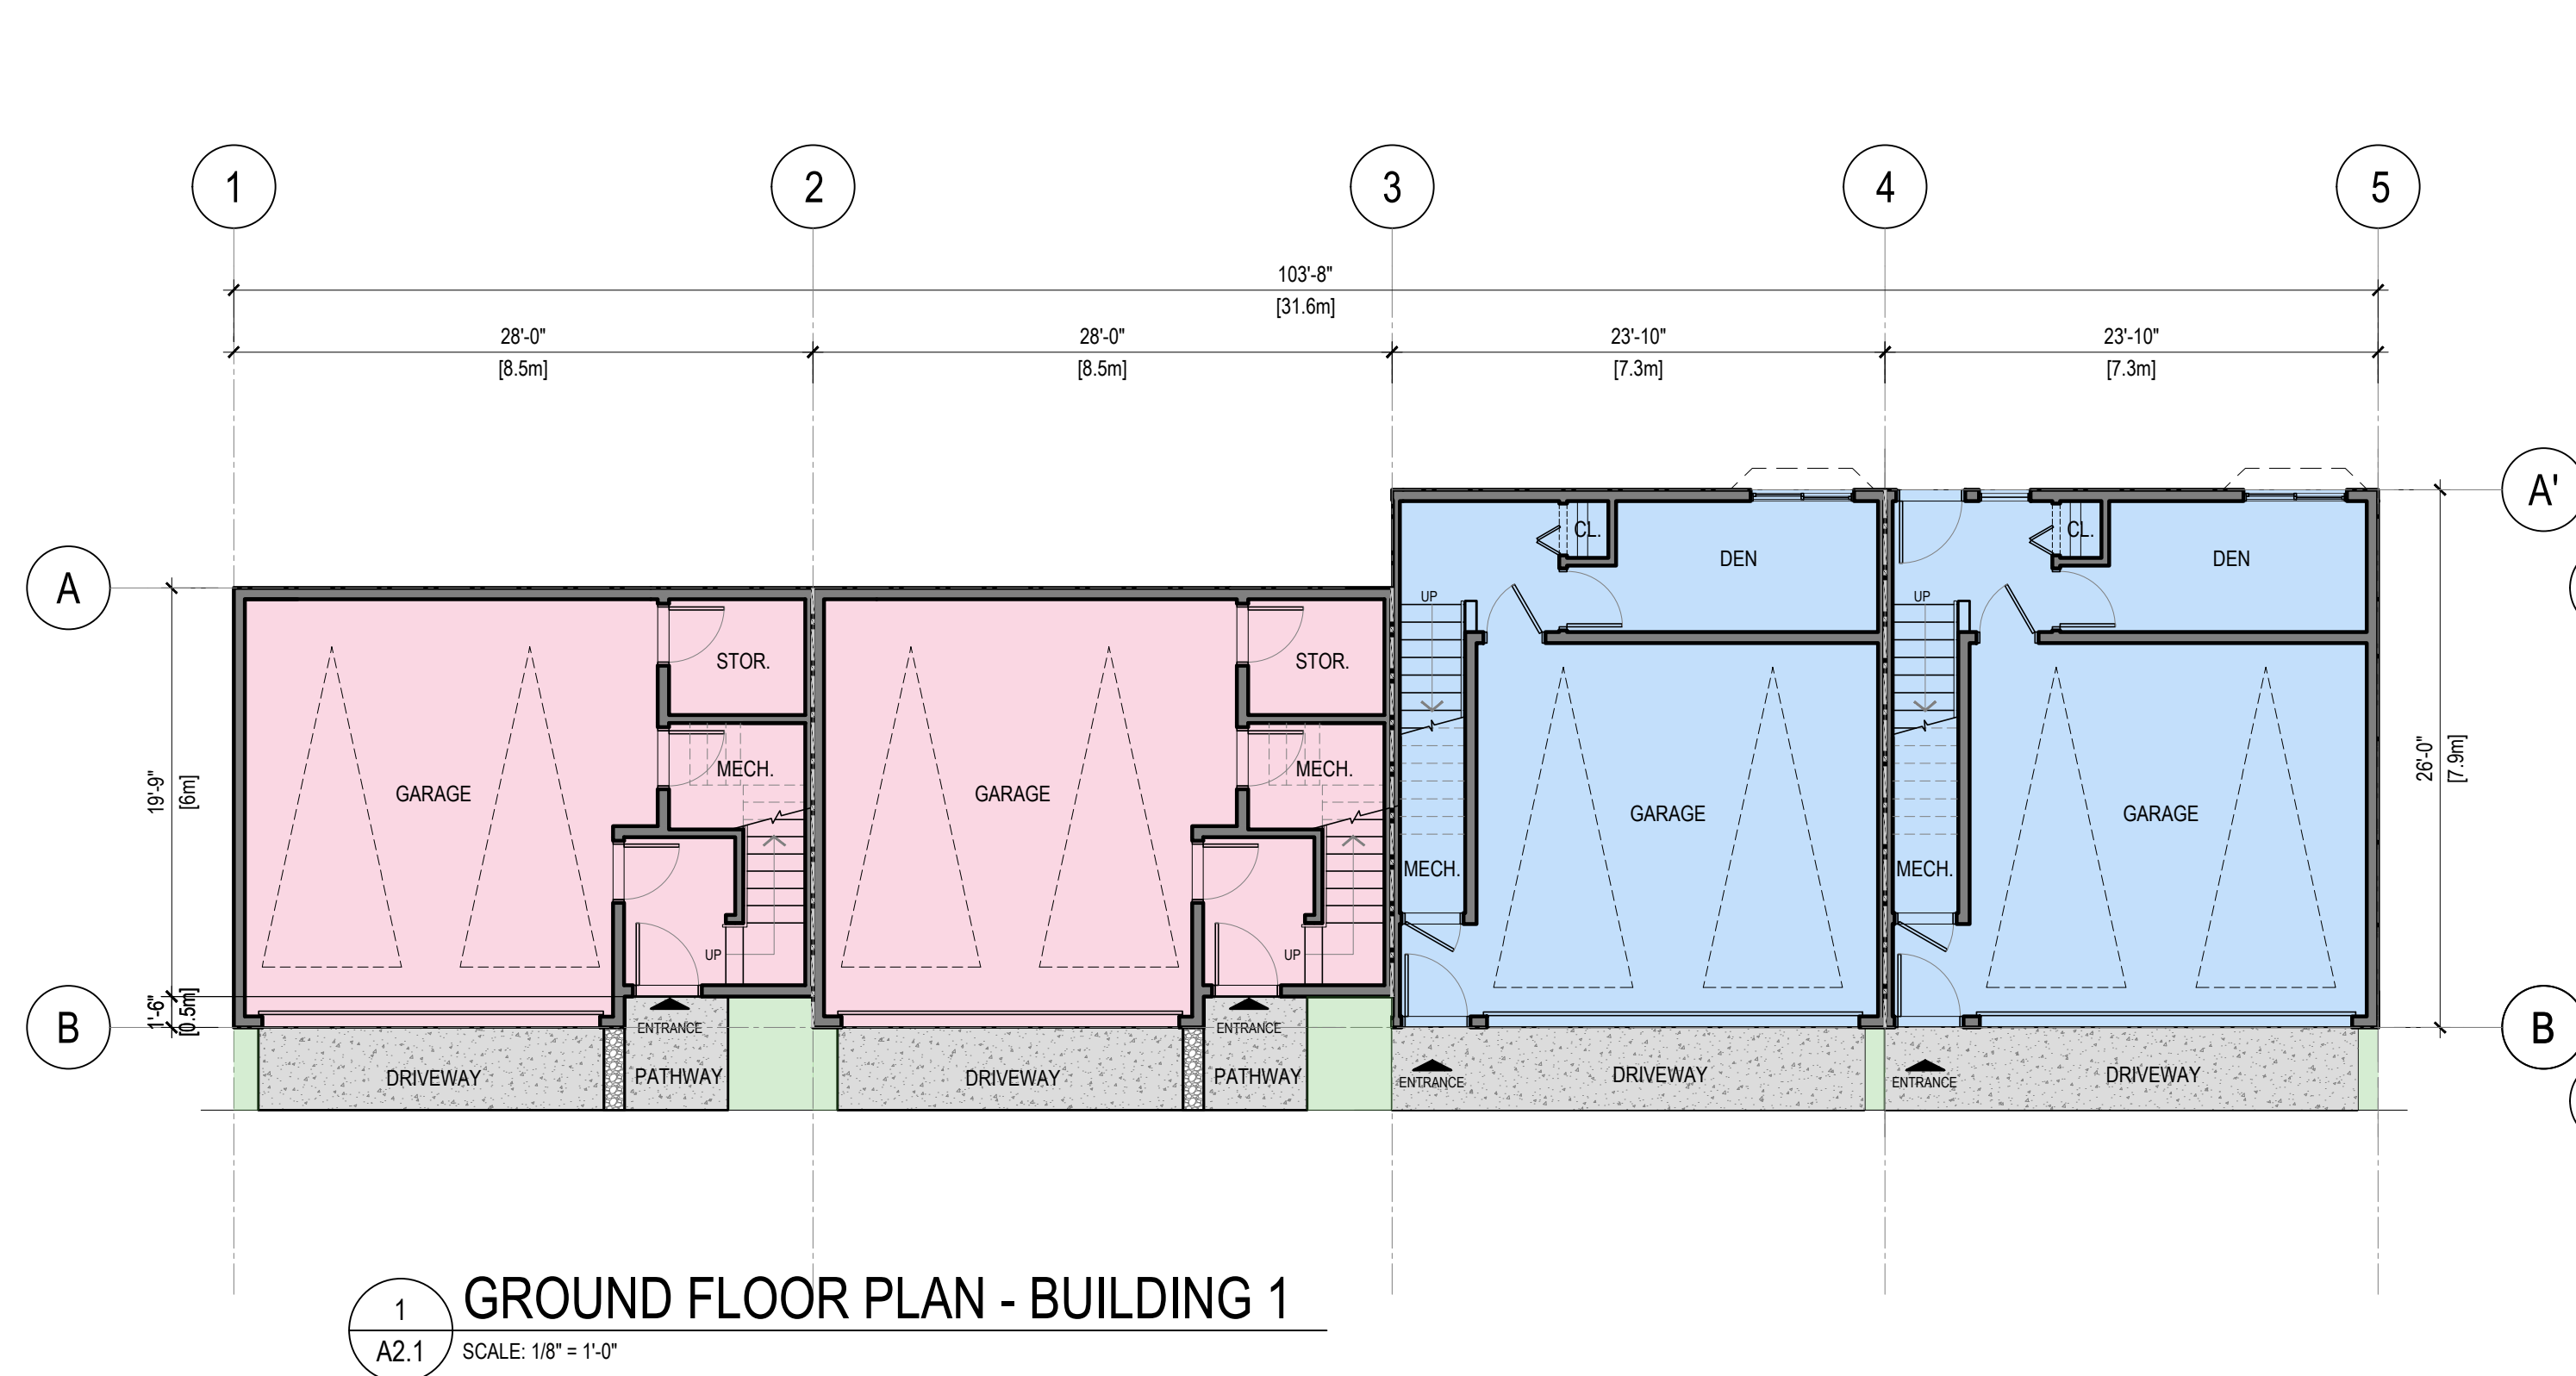 1
2
3
4
5
103'-8"
[31.6m]
28'-0"
28'-0"
23'-10"
23'-10"
[8.5m]
[8.5m]
[7.3m]
[7.3m]
A'
CL.
CL.
DEN
DEN
A
UP
UP
STOR.
STOR.
MECH.
MECH.
19'-9"
[6m]
26'-0"
[7.9m]
GARAGE
GARAGE
GARAGE
GARAGE
MECH.
MECH.
UP
UP
1'-6"
[0.5m]
B
B
ENTRANCE
ENTRANCE
DRIVEWAY
PATHWAY
DRIVEWAY
PATHWAY
ENTRANCE
DRIVEWAY
ENTRANCE
DRIVEWAY
1
A2.1
GROUND FLOOR PLAN - BUILDING 1
SCALE: 1/8" = 1'-0"